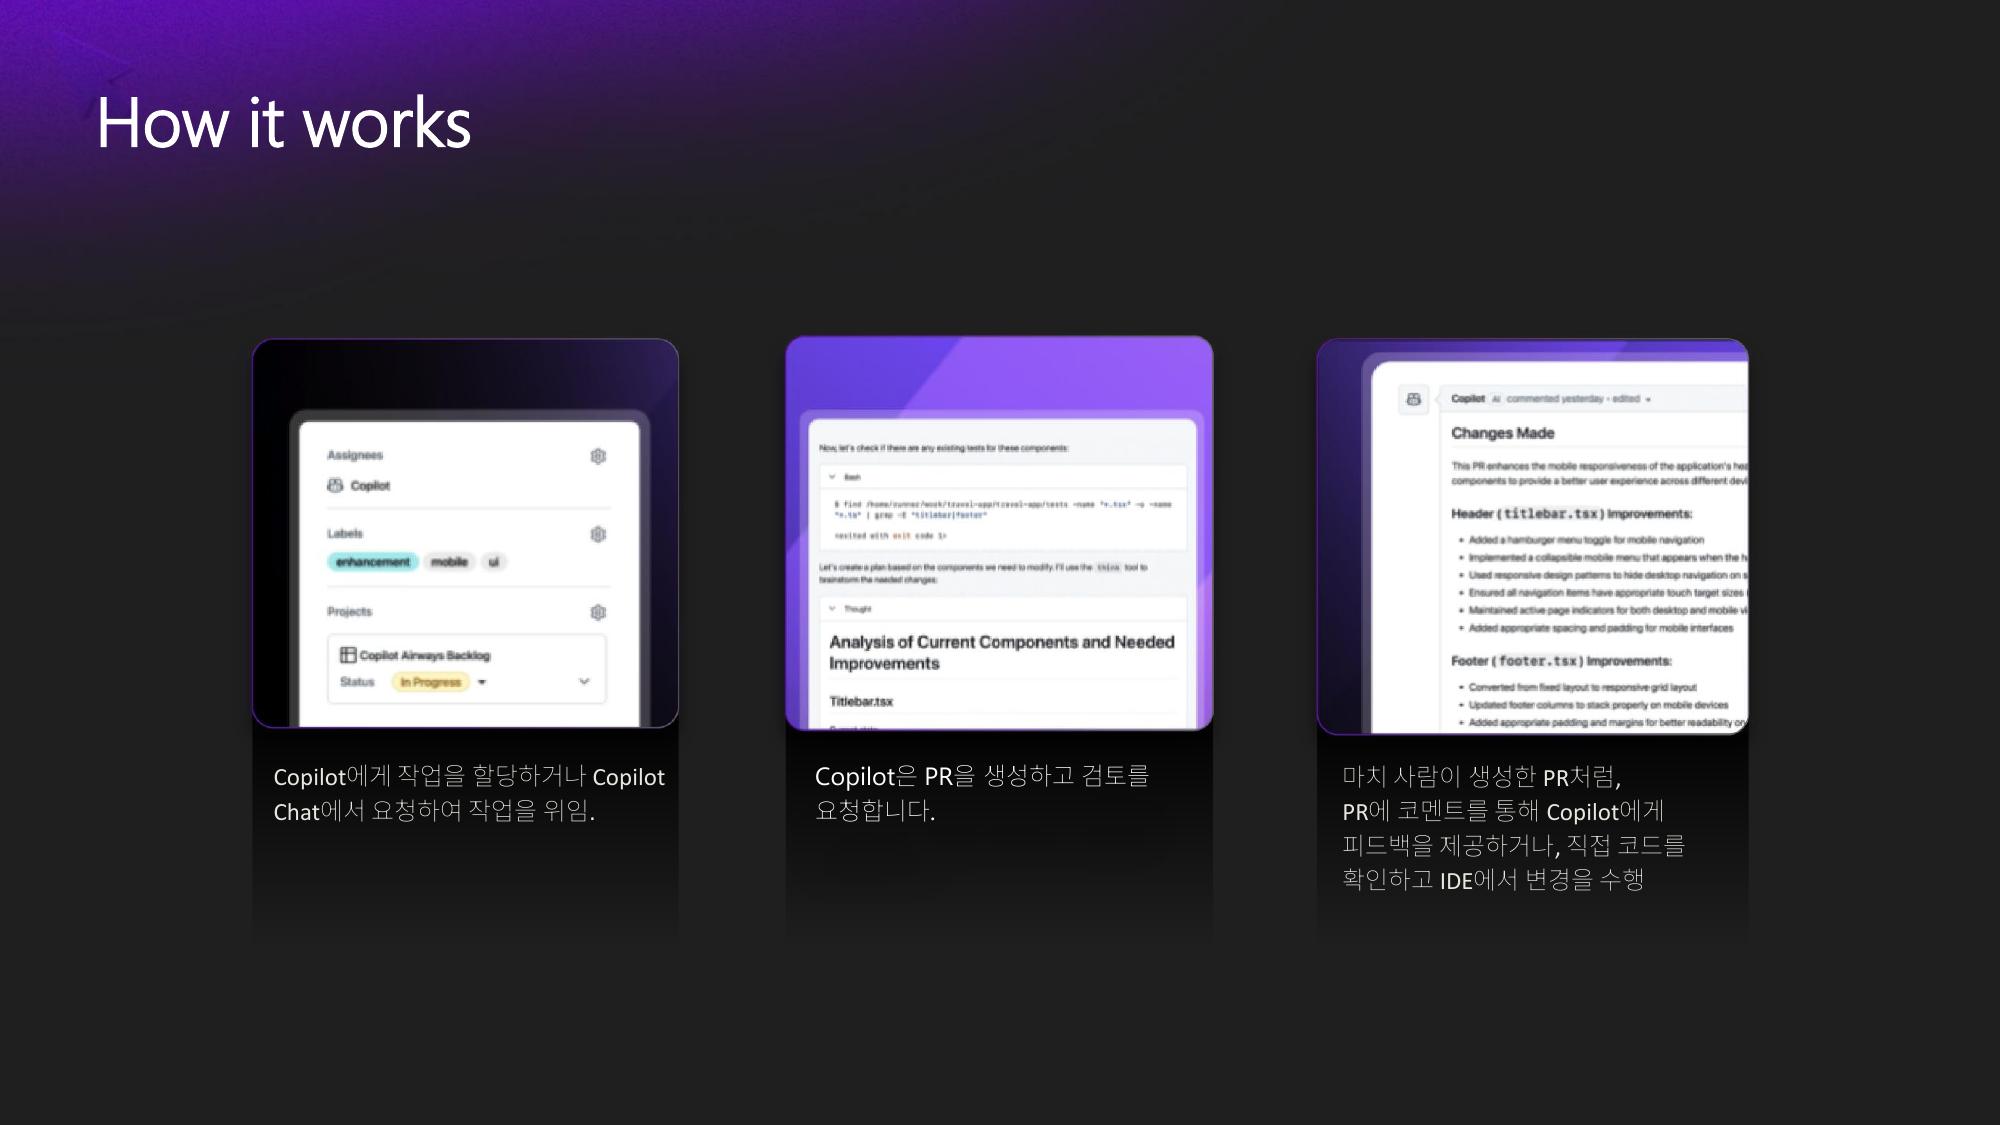 How it works
Assignees
Copilot
Labels
enhancement mobile ui
Projects
Copilot Airways Backlog
Status In Progress
Copilot에게 작업을 할당하거나 Copilot
Chat에서 요청하여 작업을 위임.
Now, let's check if there are any existing tests for these components:
Bash
$ find /home/runner/work/travel-app/travel-app/tests -name "*.tsx" -o -name
"*.ts" | grep -E "titlebar|footer"
<exited with exit code 1>
Let's create a plan based on the components we need to modify. I'll use the think tool to
brainstorm the needed changes:
Thought
Analysis of Current Components and Needed
Improvements
Titlebar.tsx
Copilot은 PR을 생성하고 검토를
요청합니다.
Copilot AI commented yesterday • edited
Changes Made
This PR enhances the mobile responsiveness of the application's hea
components to provide a better user experience across different devi
Header (titlebar.tsx) Improvements:
• Added a hamburger menu toggle for mobile navigation
• Implemented a collapsible mobile menu that appears when the h
• Used responsive design patterns to hide desktop navigation on s
• Ensured all navigation items have appropriate touch target sizes
• Maintained active page indicators for both desktop and mobile vi
• Added appropriate spacing and padding for mobile interfaces
Footer (footer.tsx) Improvements:
• Converted from fixed layout to responsive grid layout
• Updated footer columns to stack properly on mobile devices
• Added appropriate padding and margins for better readability on
마치 사람이 생성한 PR처럼,
PR에 코멘트를 통해 Copilot에게
피드백을 제공하거나, 직접 코드를
확인하고 IDE에서 변경을 수행